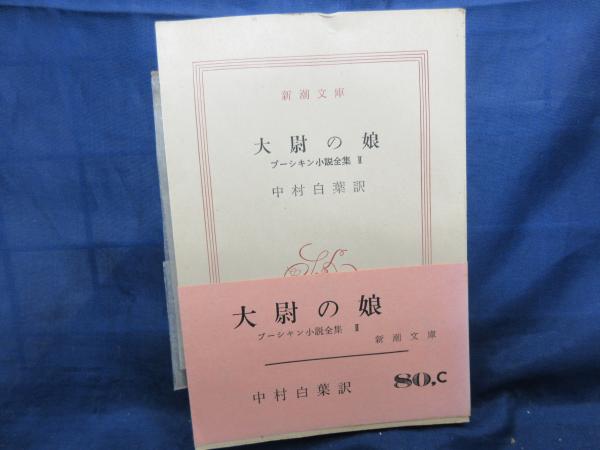 新潮文庫
大尉の娘
プーシキン小説全集 Ⅱ
中村白葉訳
大尉の娘
プーシキン小説全集 Ⅱ
新潮文庫
中村白葉訳
80.C